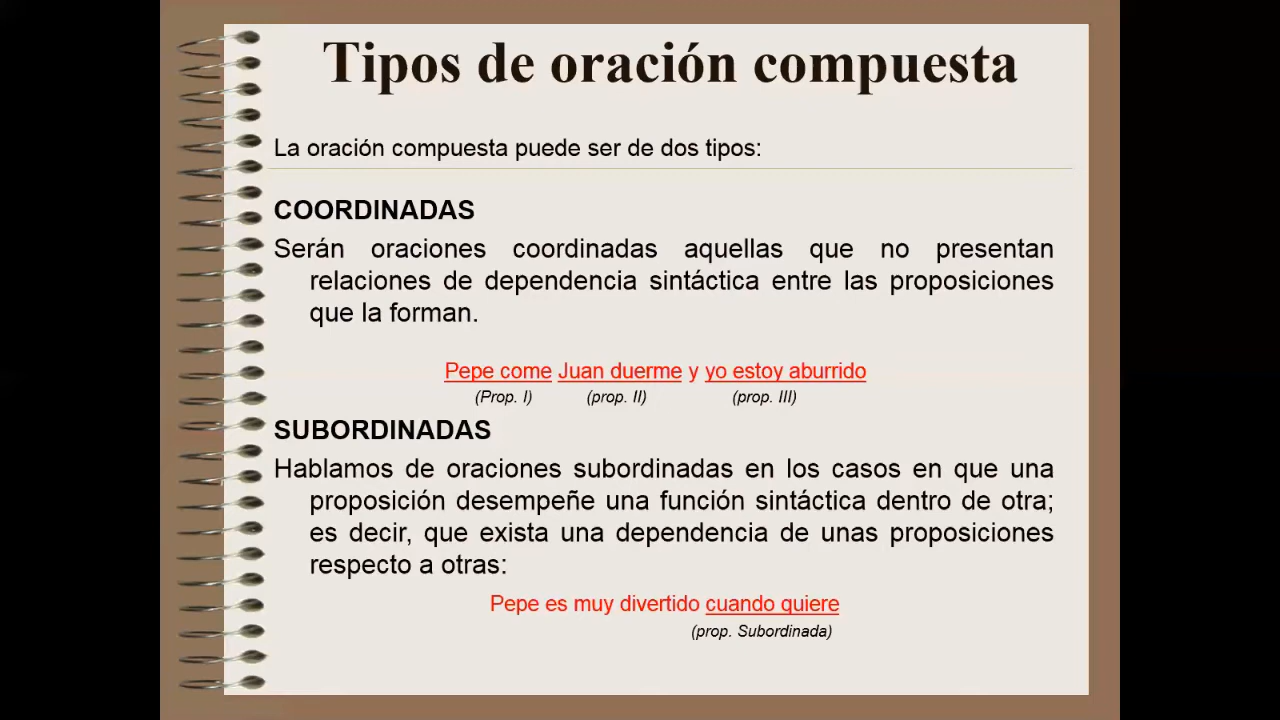 Tipos de oración compuesta
La oración compuesta puede ser de dos tipos:
COORDINADAS
Serán oraciones coordinadas aquellas que no presentan
relaciones de dependencia sintáctica entre las proposiciones
que la forman.
Pepe come Juan duerme y yo estoy aburrido
(Prop. I) (prop. II) (prop. III)
SUBORDINADAS
Hablamos de oraciones subordinadas en los casos en que una
proposición desempeñe una función sintáctica dentro de otra;
es decir, que exista una dependencia de unas proposiciones
respecto a otras:
Pepe es muy divertido cuando quiere
(prop. Subordinada)